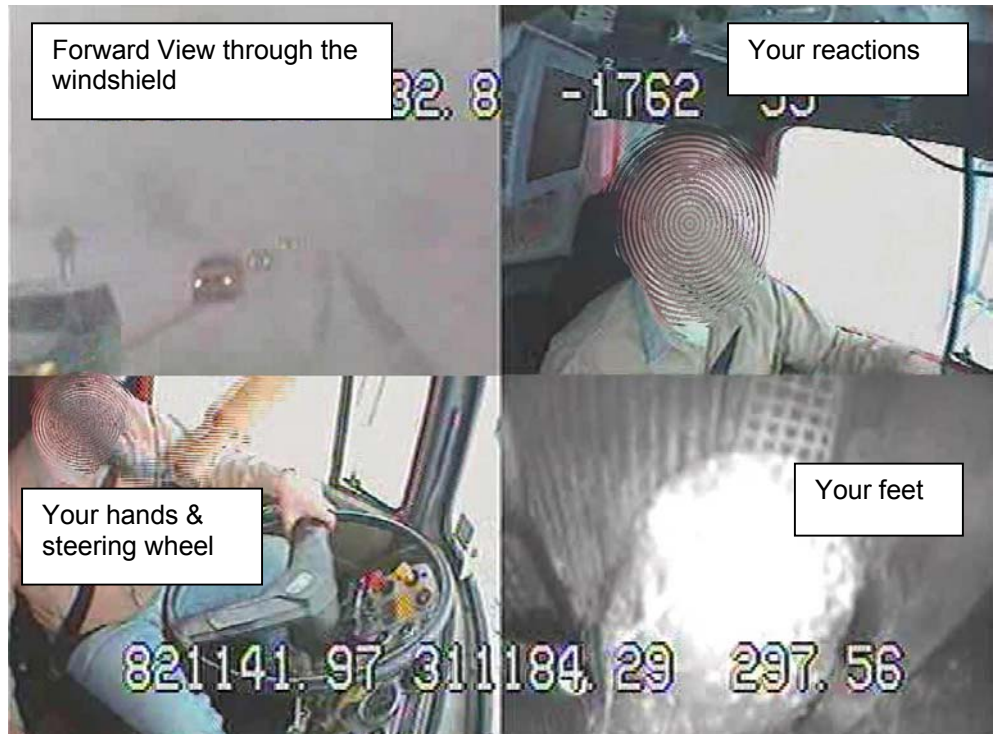 Forward View through the
windshield
Your reactions
32.8 -1762
Your hands &
steering wheel
Your feet
821141.97 311184.29 297.56